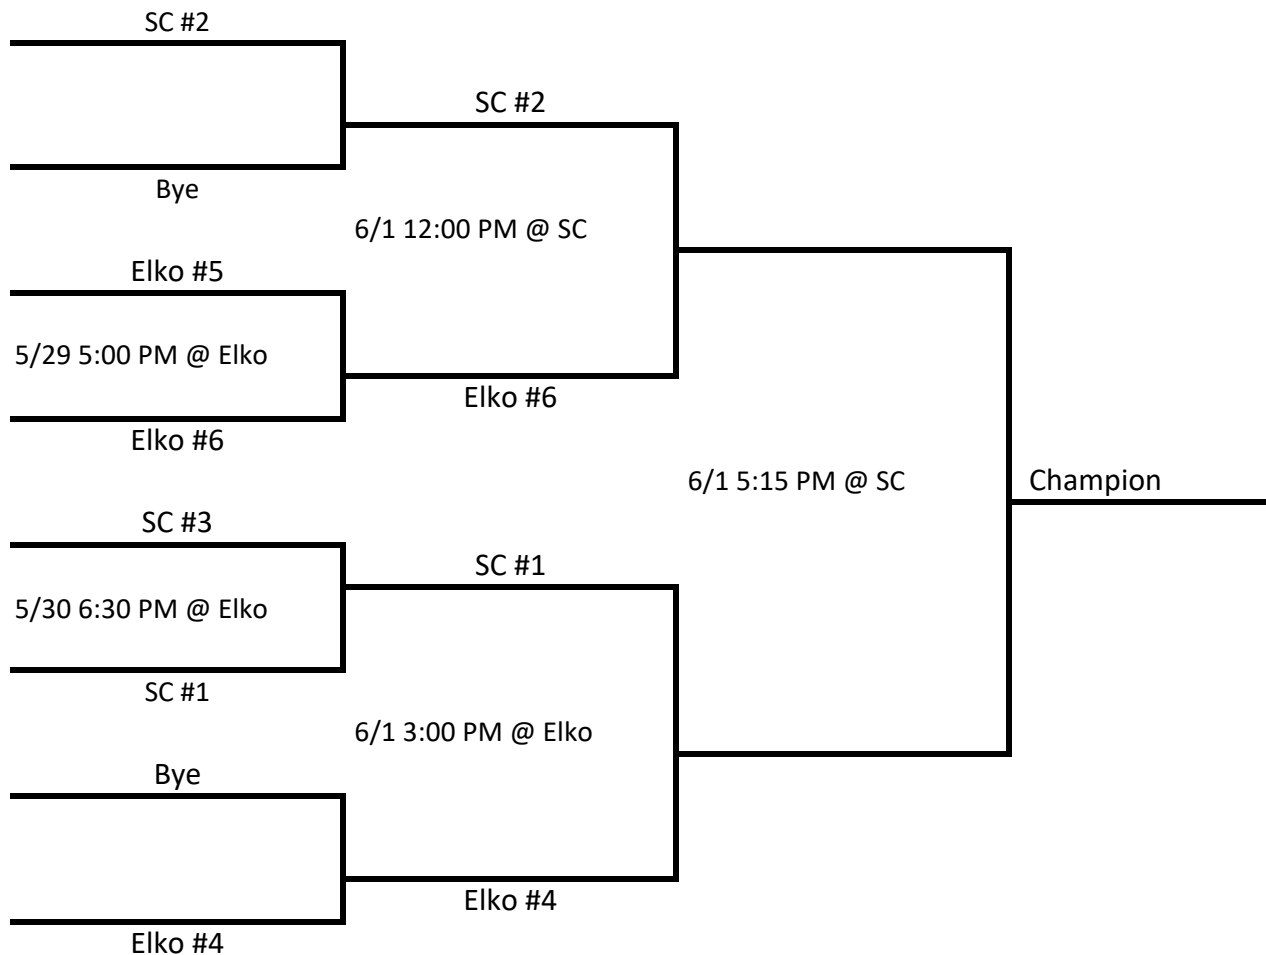 SC #2
SC #2
Bye
6/1 12:00 PM @ SC
Elko #5
5/29 5:00 PM @ Elko
Elko #6
Elko #6
6/1 5:15 PM @ SC
Champion
SC #3
SC #1
5/30 6:30 PM @ Elko
SC #1
6/1 3:00 PM @ Elko
Bye
Elko #4
Elko #4